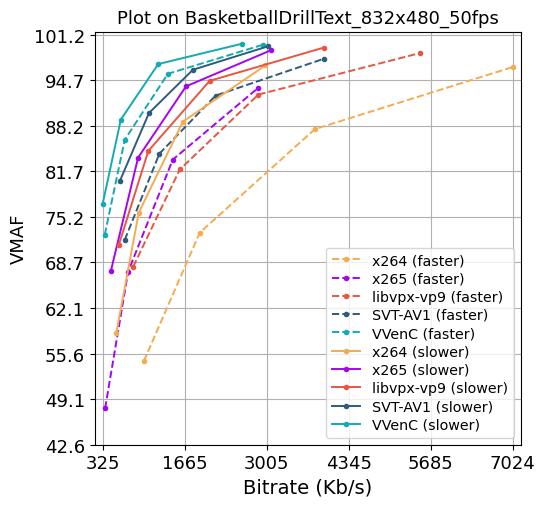 Plot on BasketballDrillText_832x480_50fps
101.2
94.7
88.2
81.7
75.2
68.7
62.1
55.6
49.1
42.6
VMAF
x264 (faster)
x265 (faster)
libvpx-vp9 (faster)
SVT-AV1 (faster)
VVenC (faster)
x264 (slower)
x265 (slower)
libvpx-vp9 (slower)
SVT-AV1 (slower)
VVenC (slower)
325 1665 3005 4345 5685 7024
Bitrate (Kb/s)